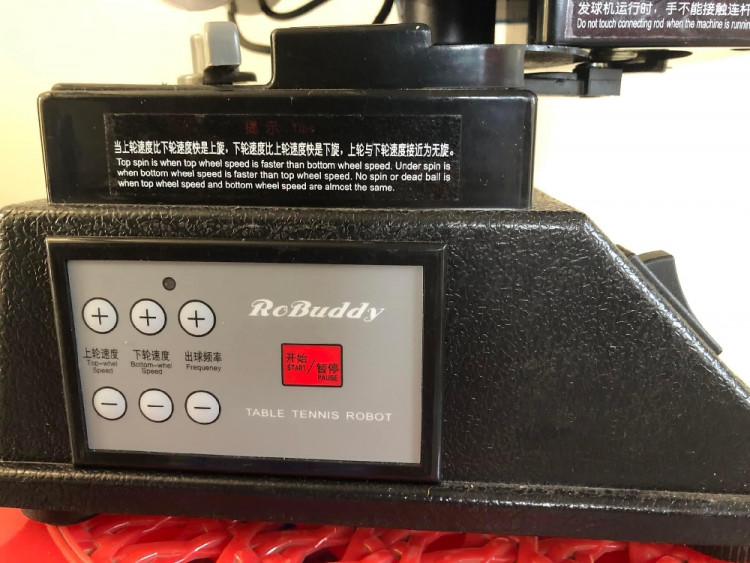 发球机运行时，手不能接触连杆
Do not touch connecting rod when the machine is runnin
提示 Tips
当上轮速度比下轮速度快是上旋，下轮速度比上轮速度快是下旋，上轮与下轮速度接近为无旋。
Top spin is when top wheel speed is faster than bottom wheel speed. Under spin is
when bottom wheel speed is faster than top wheel speed. No spin or dead ball is
when top wheel speed and bottom wheel speed are almost the same.
RoBuddy
+ + +
上轮速度 下轮速度 出球频率
Top-whel Bottom-whel Frequeney
Speed Speed
− − −
开始/暂停
START/PAUSE
TABLE TENNIS ROBOT